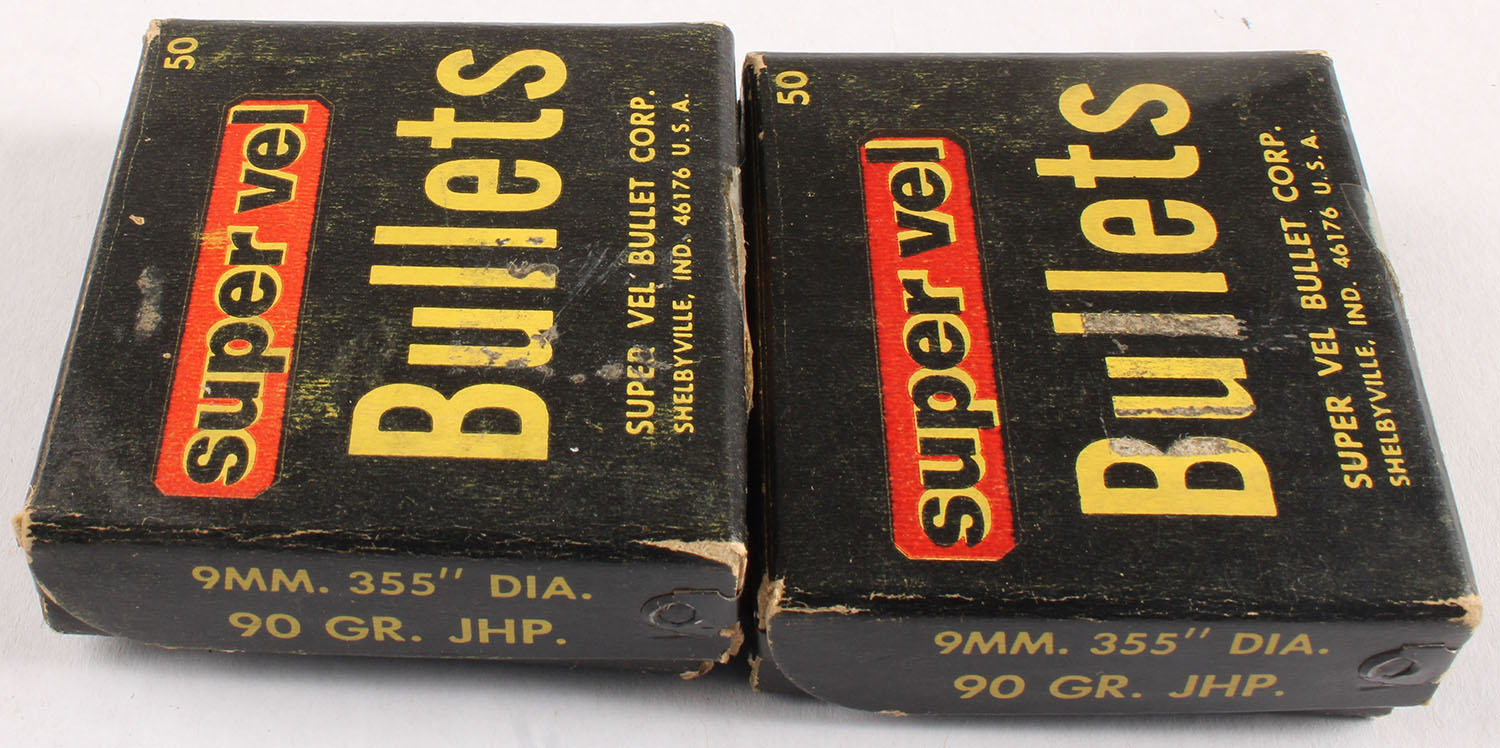 50
super vel
Bullets
SUPER VEL BULLET CORP.
SHELBYVILLE, IND. 46176 U.S.A.
9MM. 355" DIA.
90 GR. JHP.
50
super vel
Bullets
SUPER VEL BULLET CORP.
SHELBYVILLE, IND. 46176 U.S.A.
9MM. 355" DIA.
90 GR. JHP.